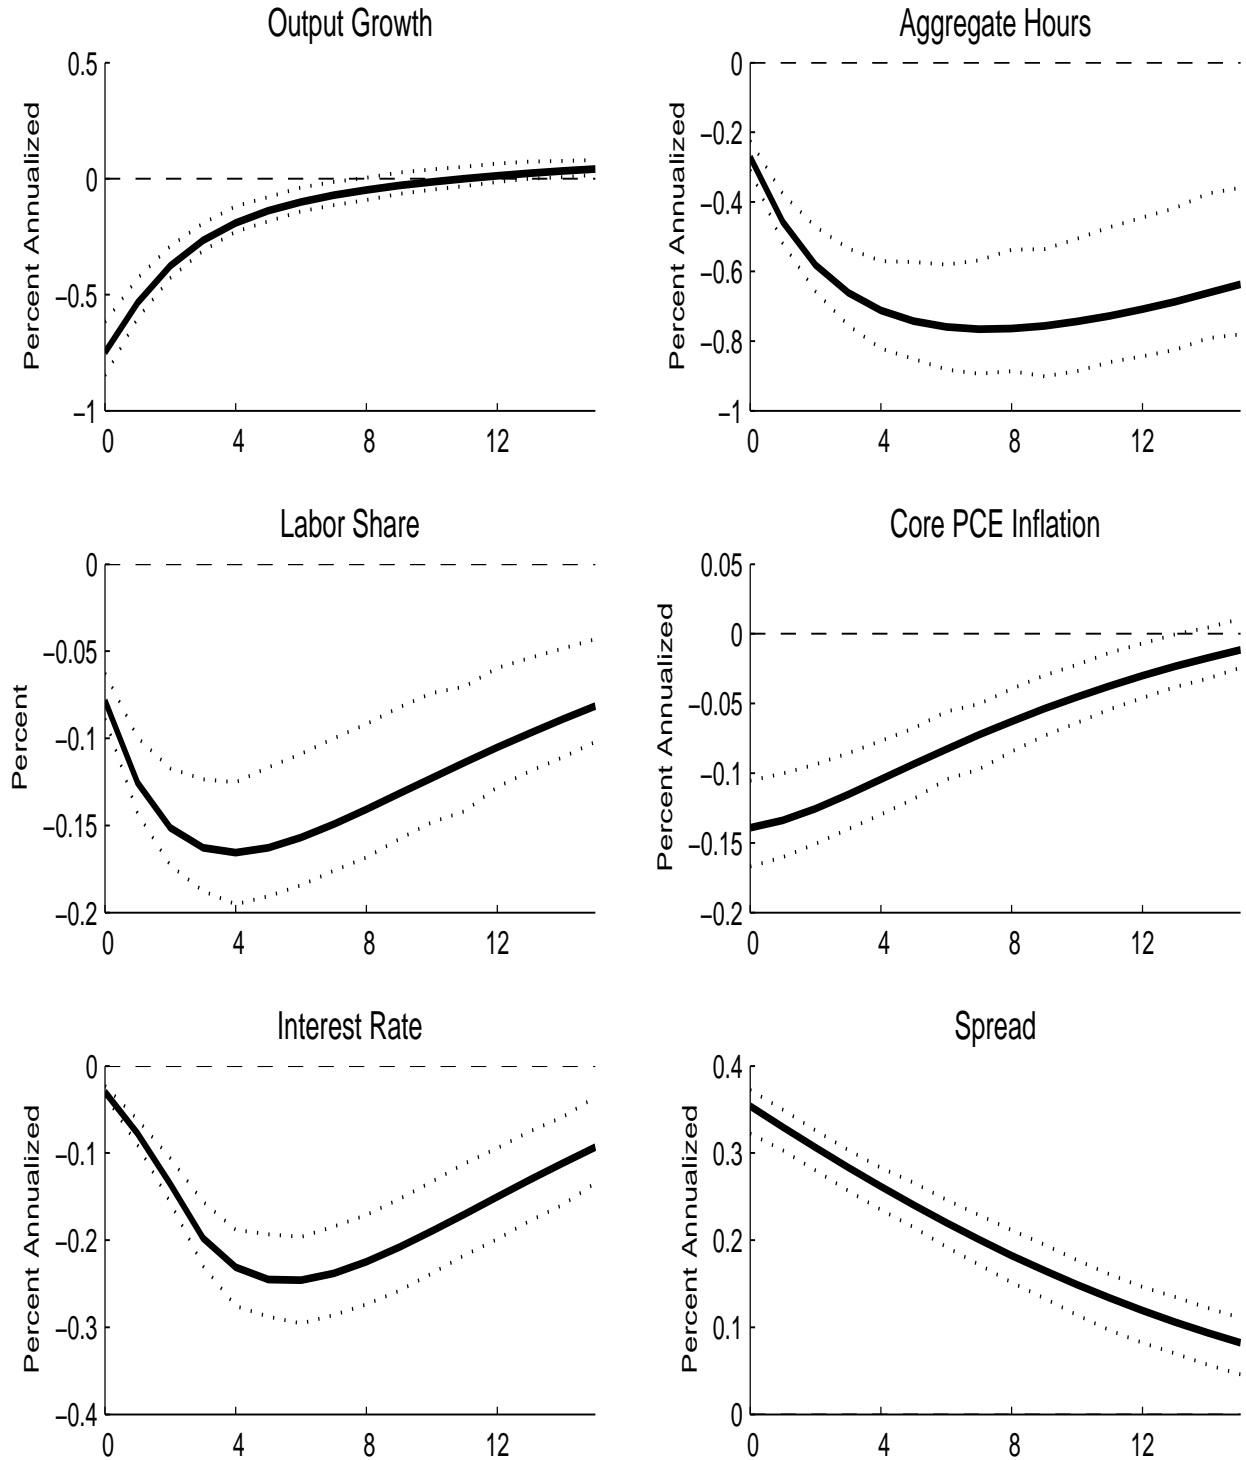 Output Growth
Percent Annualized
0.5
0
−0.5
−1
0 4 8 12
Aggregate Hours
Percent Annualized
0
−0.2
−0.4
−0.6
−0.8
−1
0 4 8 12
Labor Share
Percent
0
−0.05
−0.1
−0.15
−0.2
0 4 8 12
Core PCE Inflation
Percent Annualized
0.05
0
−0.05
−0.1
−0.15
−0.2
0 4 8 12
Interest Rate
Percent Annualized
0
−0.1
−0.2
−0.3
−0.4
0 4 8 12
Spread
Percent Annualized
0.4
0.3
0.2
0.1
0
0 4 8 12